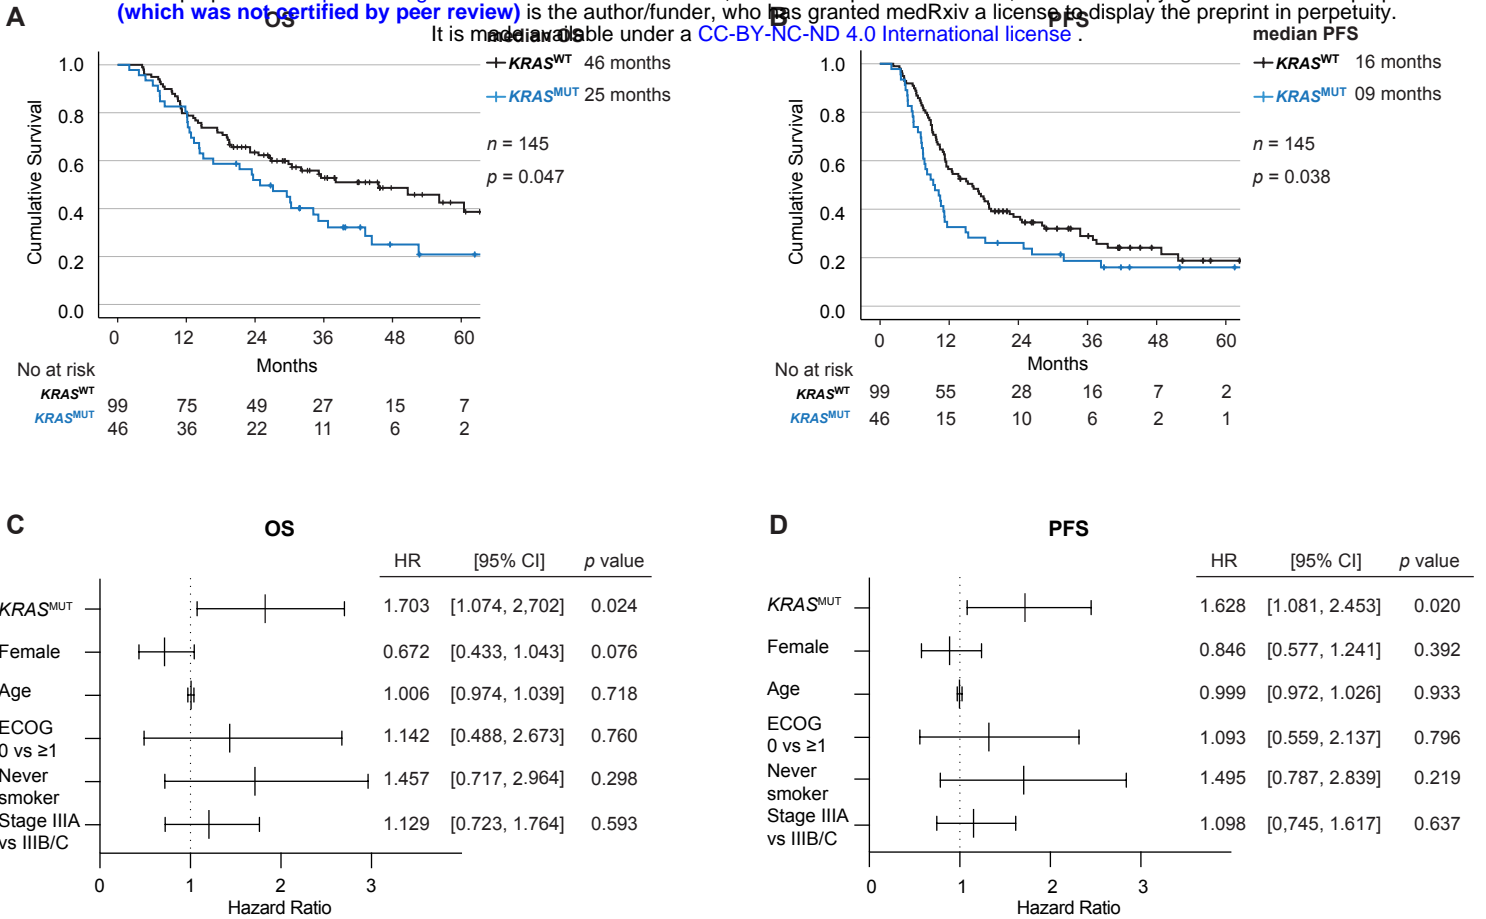 (which was not certified by peer review) is the author/funder, who has granted medRxiv a license to display the preprint in perpetuity.
It is made available under a CC-BY-NC-ND 4.0 International license .
A
OS
median OS
KRASWT 46 months
KRASMUT 25 months
n = 145
p = 0.047
Cumulative Survival
1.0
0.8
0.6
0.4
0.2
0.0
0 12 24 36 48 60
Months
No at risk
KRASWT 99 75 49 27 15 7
KRASMUT 46 36 22 11 6 2
B
PFS
median PFS
KRASWT 16 months
KRASMUT 09 months
n = 145
p = 0.038
Cumulative Survival
1.0
0.8
0.6
0.4
0.2
0.0
0 12 24 36 48 60
Months
No at risk
KRASWT 99 55 28 16 7 2
KRASMUT 46 15 10 6 2 1
C
OS
HR [95% CI] p value
KRASMUT 1.703 [1.074, 2,702] 0.024
Female 0.672 [0.433, 1.043] 0.076
Age 1.006 [0.974, 1.039] 0.718
ECOG
0 vs ≥1 1.142 [0.488, 2.673] 0.760
Never
smoker 1.457 [0.717, 2.964] 0.298
Stage IIIA
vs IIIB/C 1.129 [0.723, 1.764] 0.593
0 1 2 3
Hazard Ratio
D
PFS
HR [95% CI] p value
KRASMUT 1.628 [1.081, 2.453] 0.020
Female 0.846 [0.577, 1.241] 0.392
Age 0.999 [0.972, 1.026] 0.933
ECOG
0 vs ≥1 1.093 [0.559, 2.137] 0.796
Never
smoker 1.495 [0.787, 2.839] 0.219
Stage IIIA
vs IIIB/C 1.098 [0,745, 1.617] 0.637
0 1 2 3
Hazard Ratio